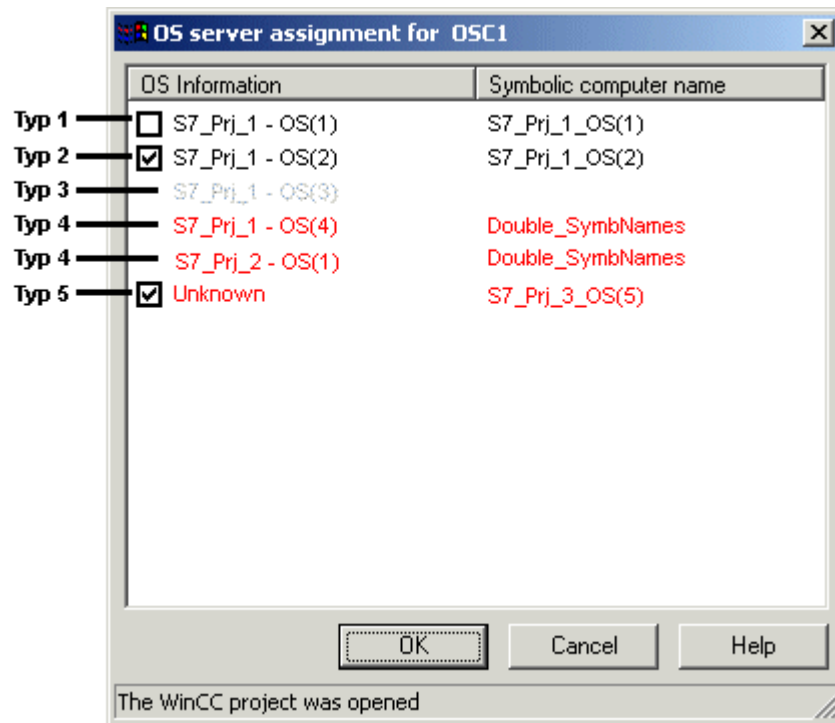 OS server assignment for OSC1
OS Information Symbolic computer name
Typ 1 S7_Prj_1 - OS(1) S7_Prj_1_OS(1)
Typ 2 S7_Prj_1 - OS(2) S7_Prj_1_OS(2)
Typ 3 S7_Prj_1 - OS(3)
Typ 4 S7_Prj_1 - OS(4) Double_SymbNames
Typ 4 S7_Prj_2 - OS(1) Double_SymbNames
Typ 5 Unknown S7_Prj_3_OS(5)
OK Cancel Help
The WinCC project was opened